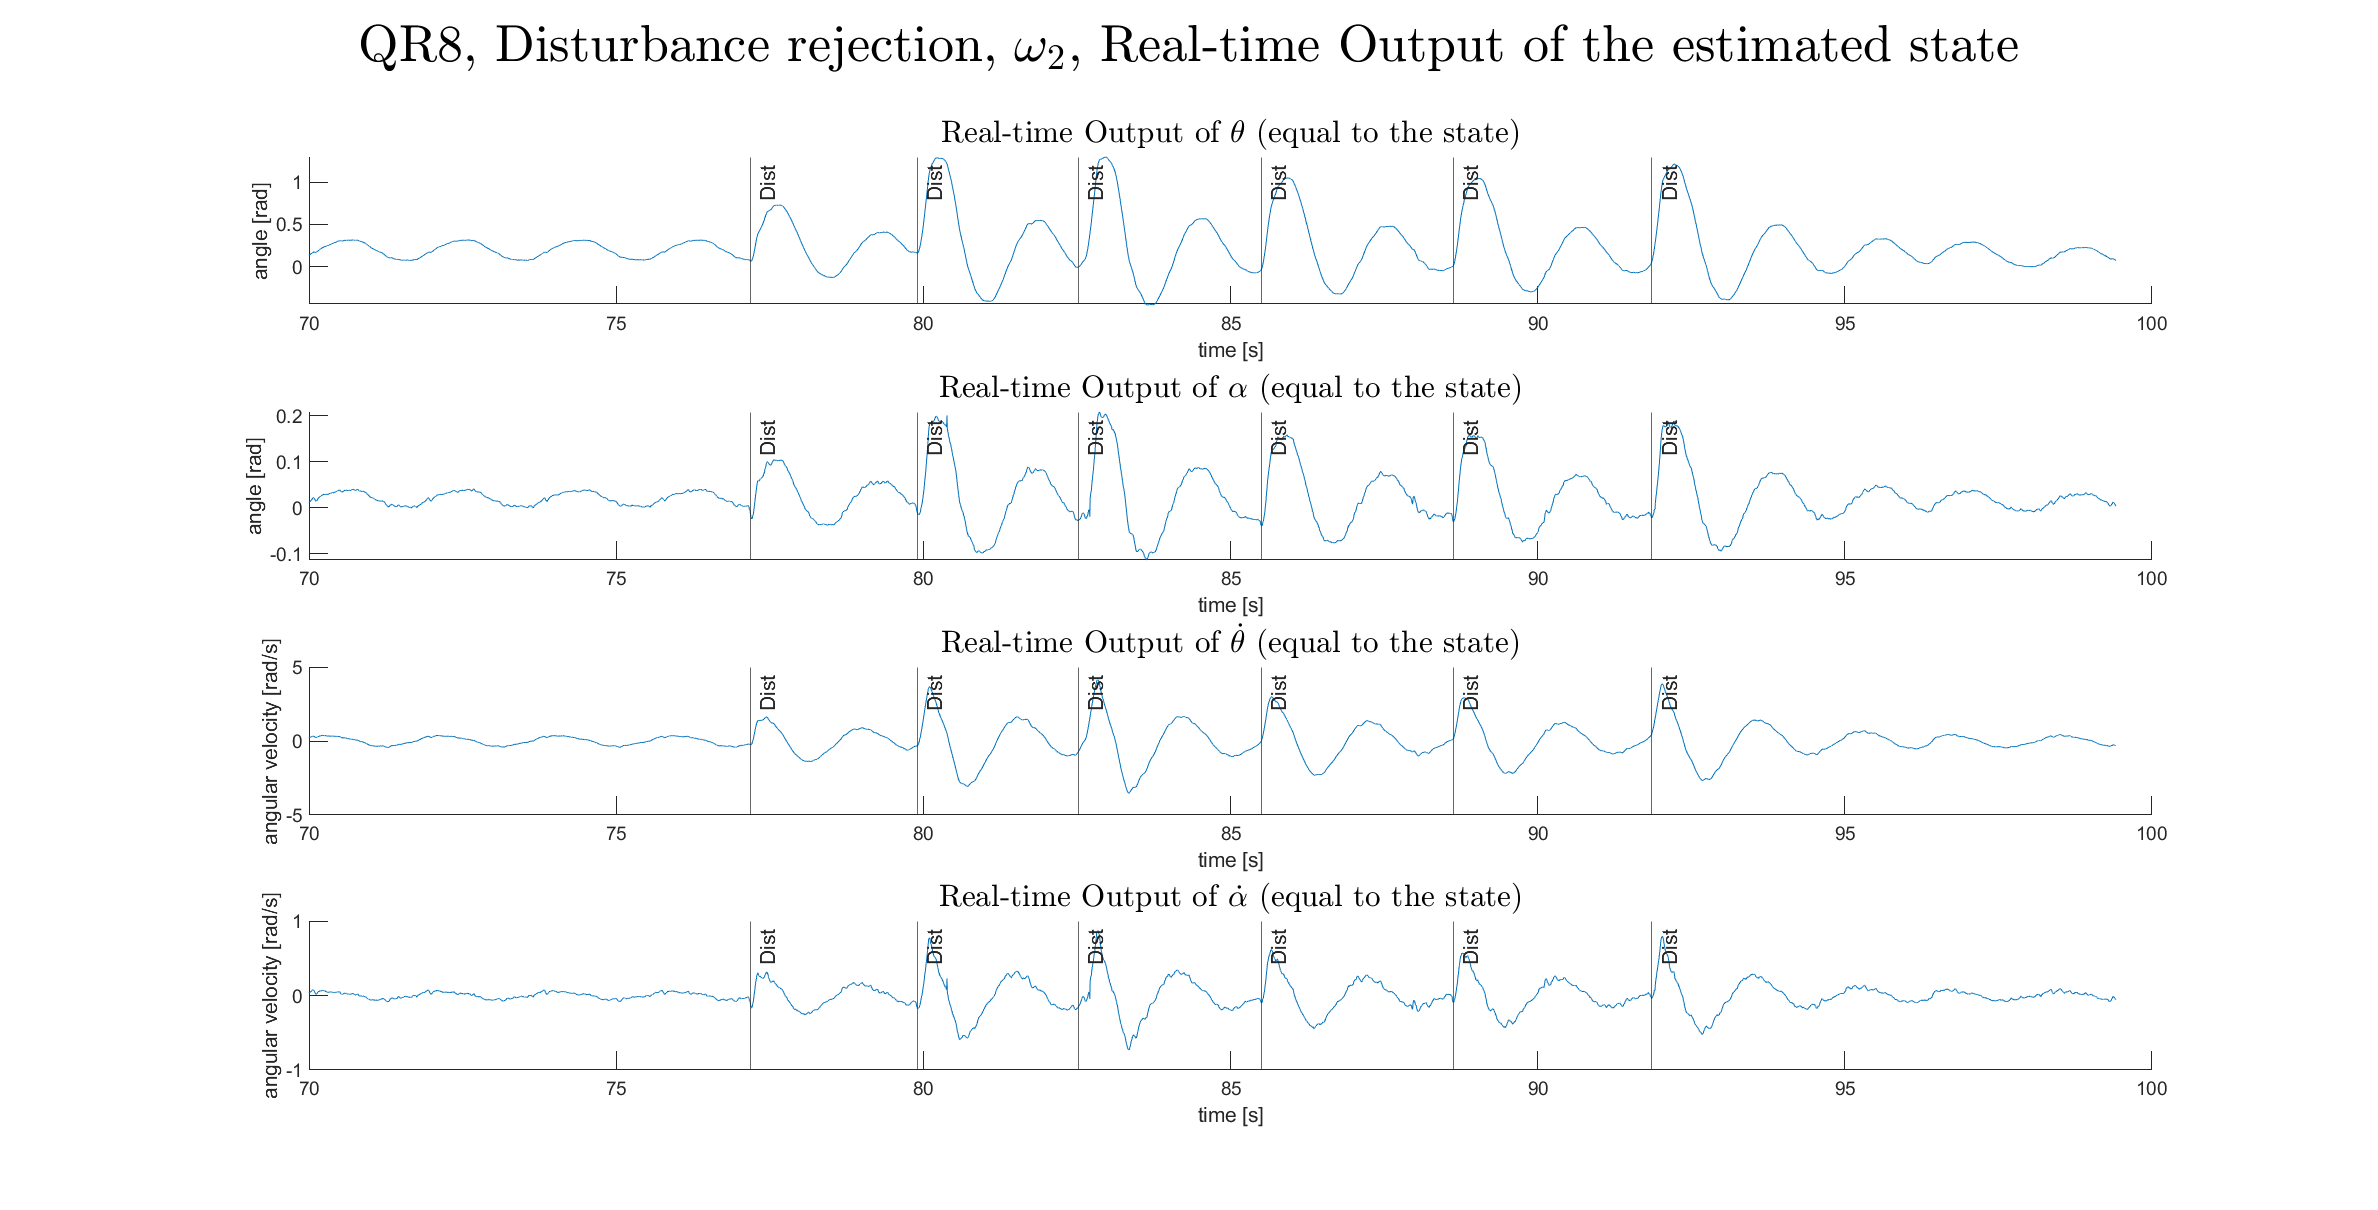 QR8, Disturbance rejection, ω₂, Real-time Output of the estimated state
Real-time Output of θ (equal to the state)
angle [rad]
1
0.5
0
Dist Dist Dist Dist Dist Dist
70 75 80 85 90 95 100
time [s]
Real-time Output of α (equal to the state)
angle [rad]
0.2
0.1
0
-0.1
Dist Dist Dist Dist Dist Dist
70 75 80 85 90 95 100
time [s]
Real-time Output of θ̇ (equal to the state)
angular velocity [rad/s]
5
0
-5
Dist Dist Dist Dist Dist Dist
70 75 80 85 90 95 100
time [s]
Real-time Output of α̇ (equal to the state)
angular velocity [rad/s]
1
0
-1
Dist Dist Dist Dist Dist Dist
70 75 80 85 90 95 100
time [s]